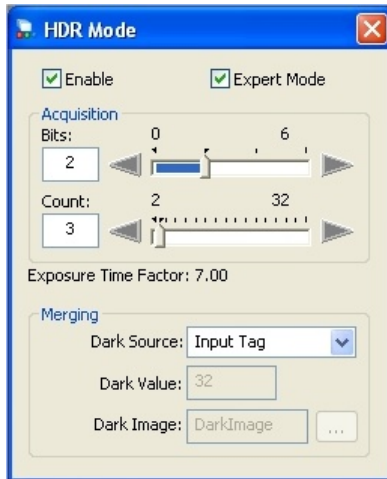 HDR Mode
Enable Expert Mode
Acquisition
Bits: 0 6
2
Count: 2 32
3
Exposure Time Factor: 7.00
Merging
Dark Source: Input Tag
Dark Value: 32
Dark Image: DarkImage ...